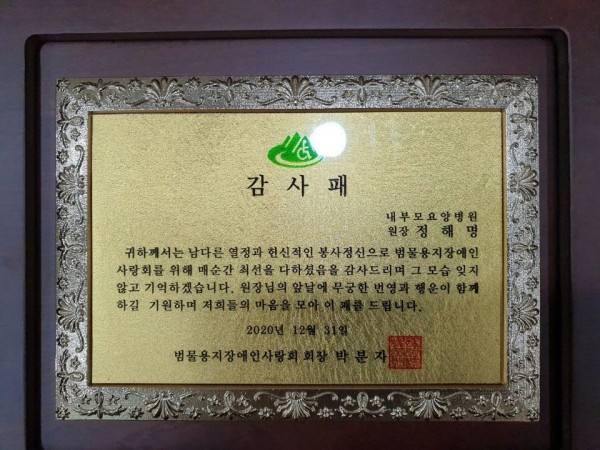 감사패
내부모요양병원
원장 정해명
귀하께서는 남다른 열정과 헌신적인 봉사정신으로 범물용지장애인
사랑회를 위해 매순간 최선을 다하셨음을 감사드리며 그 모습 잊지
않고 기억하겠습니다. 원장님의 앞날에 무궁한 번영과 행운이 함께
하길 기원하며 저희들의 마음을 모아 이 패를 드립니다.
2020년 12월 31일
범물용지장애인사랑회 회장 박분자